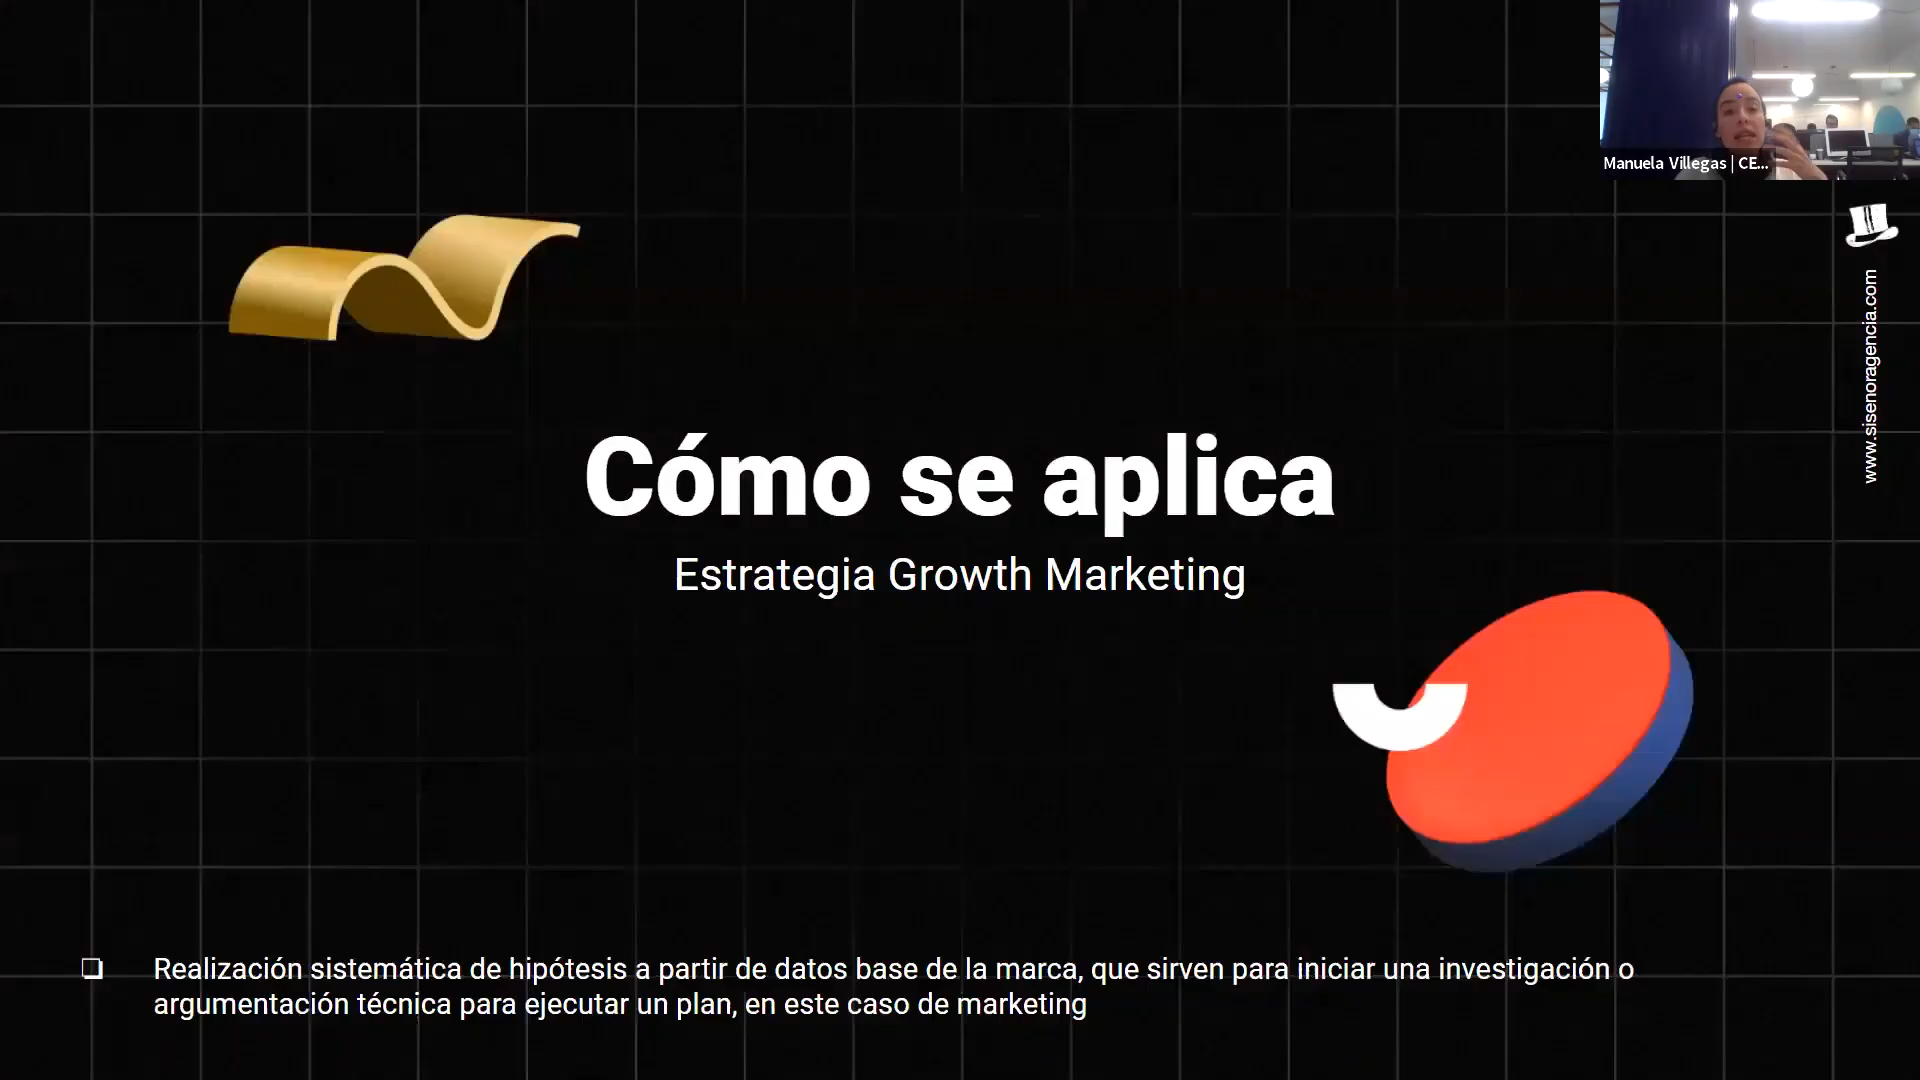 Manuela Villegas | CE...
www.sisenoragencia.com
Cómo se aplica
Estrategia Growth Marketing
Realización sistemática de hipótesis a partir de datos base de la marca, que sirven para iniciar una investigación o
argumentación técnica para ejecutar un plan, en este caso de marketing